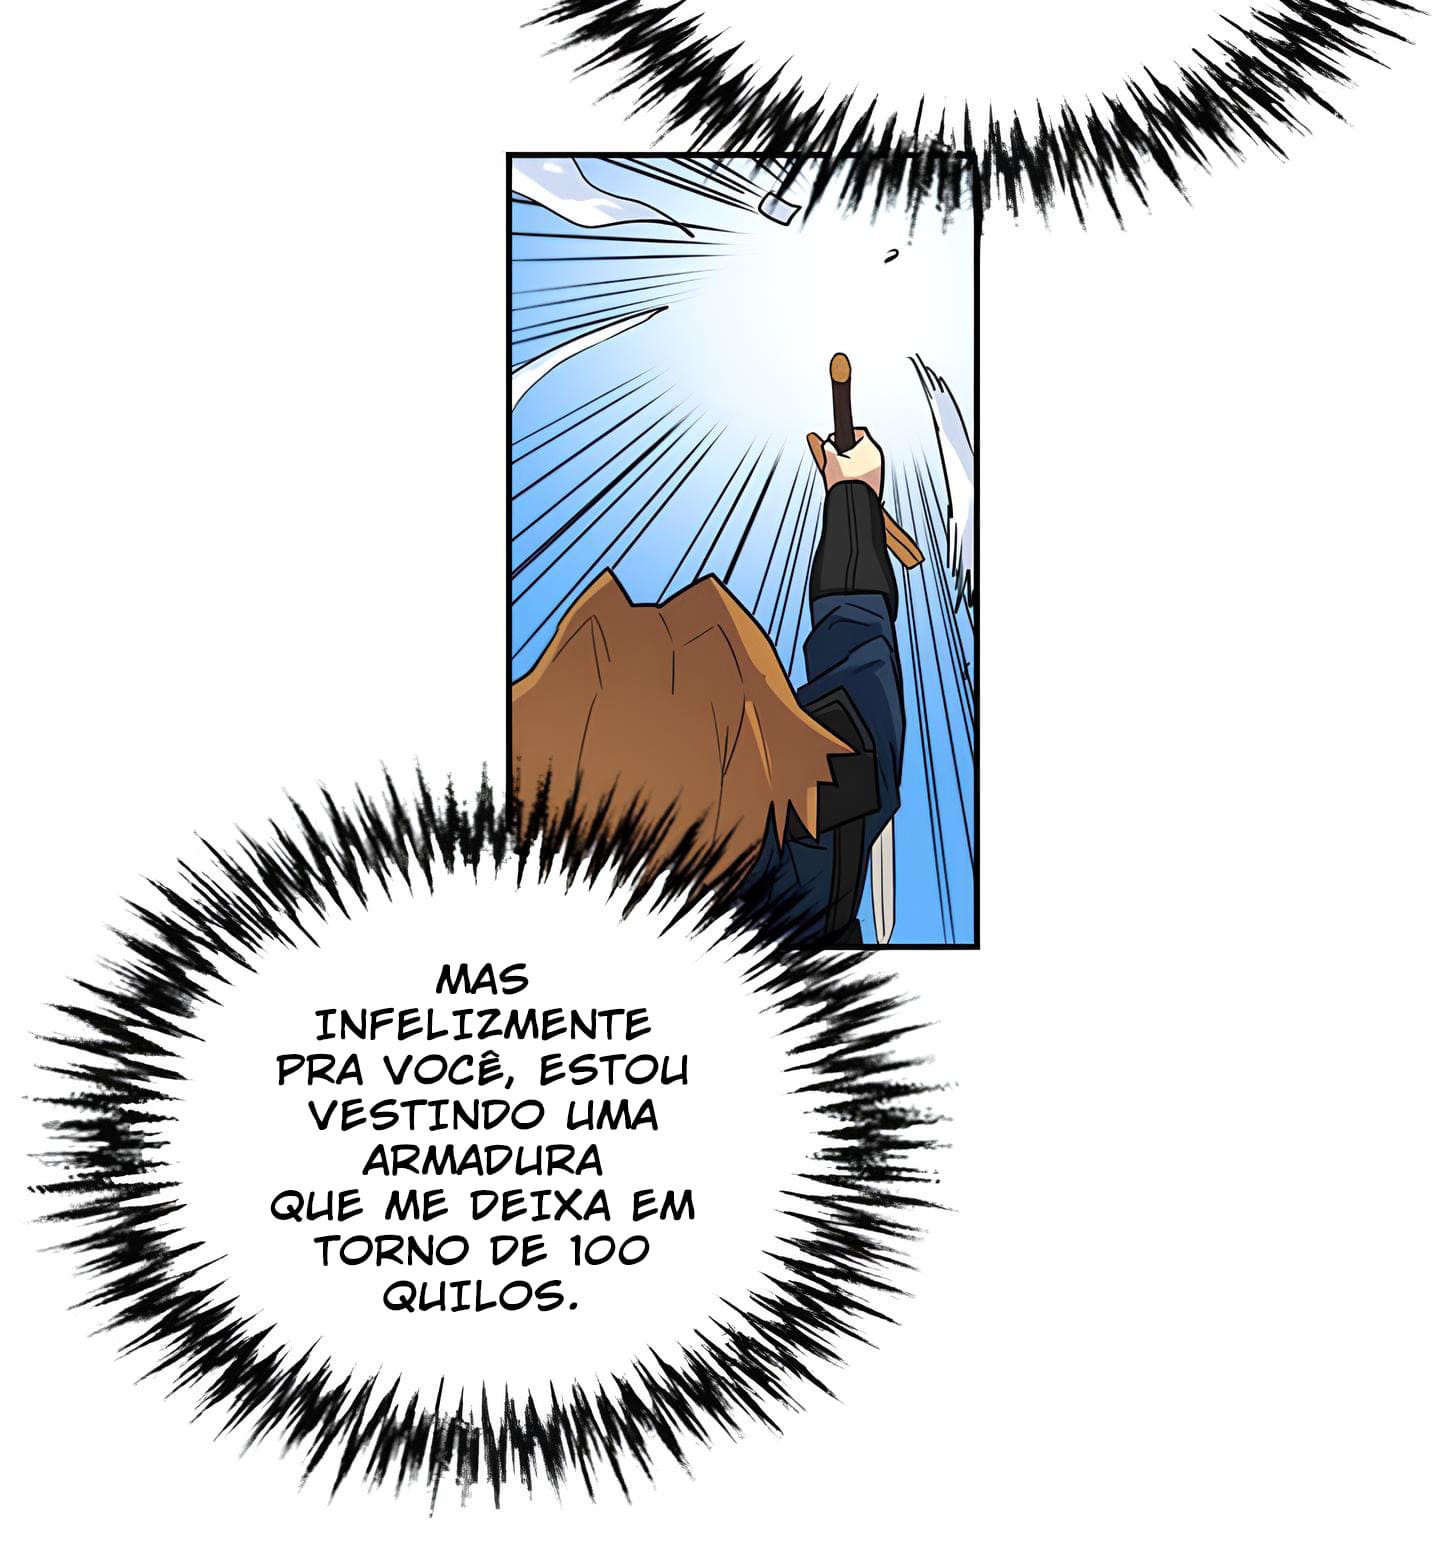 MAS
INFELIZMENTE
PRA VOCÊ, ESTOU
VESTINDO UMA
ARMADURA
QUE ME DEIXA EM
TORNO DE 100
QUILOS.